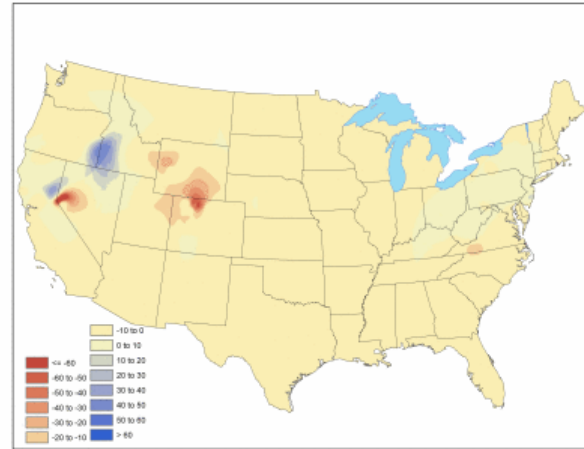 <= -60
-60 to -50
-50 to -40
-40 to -30
-30 to -20
-20 to -10
-10 to 0
0 to 10
10 to 20
20 to 30
30 to 40
40 to 50
50 to 60
> 60